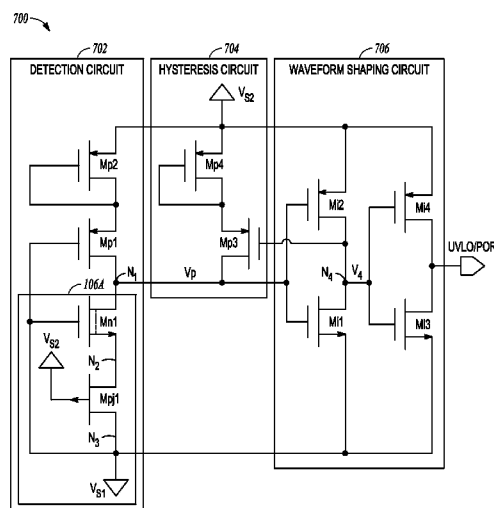 700
702
704
706
DETECTION CIRCUIT
HYSTERESIS CIRCUIT
WAVEFORM SHAPING CIRCUIT
VS2
Mp2
Mp4
Mi2
Mi4
UVLO/POR
Mp1
Mp3
N1
Vp
N4
V4
106A
Mn1
Mi1
Mi3
VS2
N2
Mpj1
N3
VS1